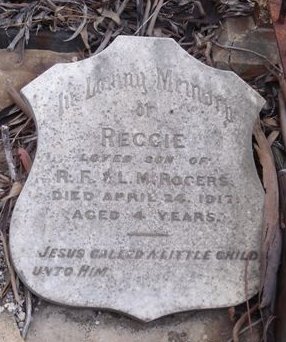 In Loving Memory
of
Reggie
Loved son of
R. F. & L. M. Rogers.
Died April 24, 1917.
Aged 4 years.
Jesus called a little child
unto Him